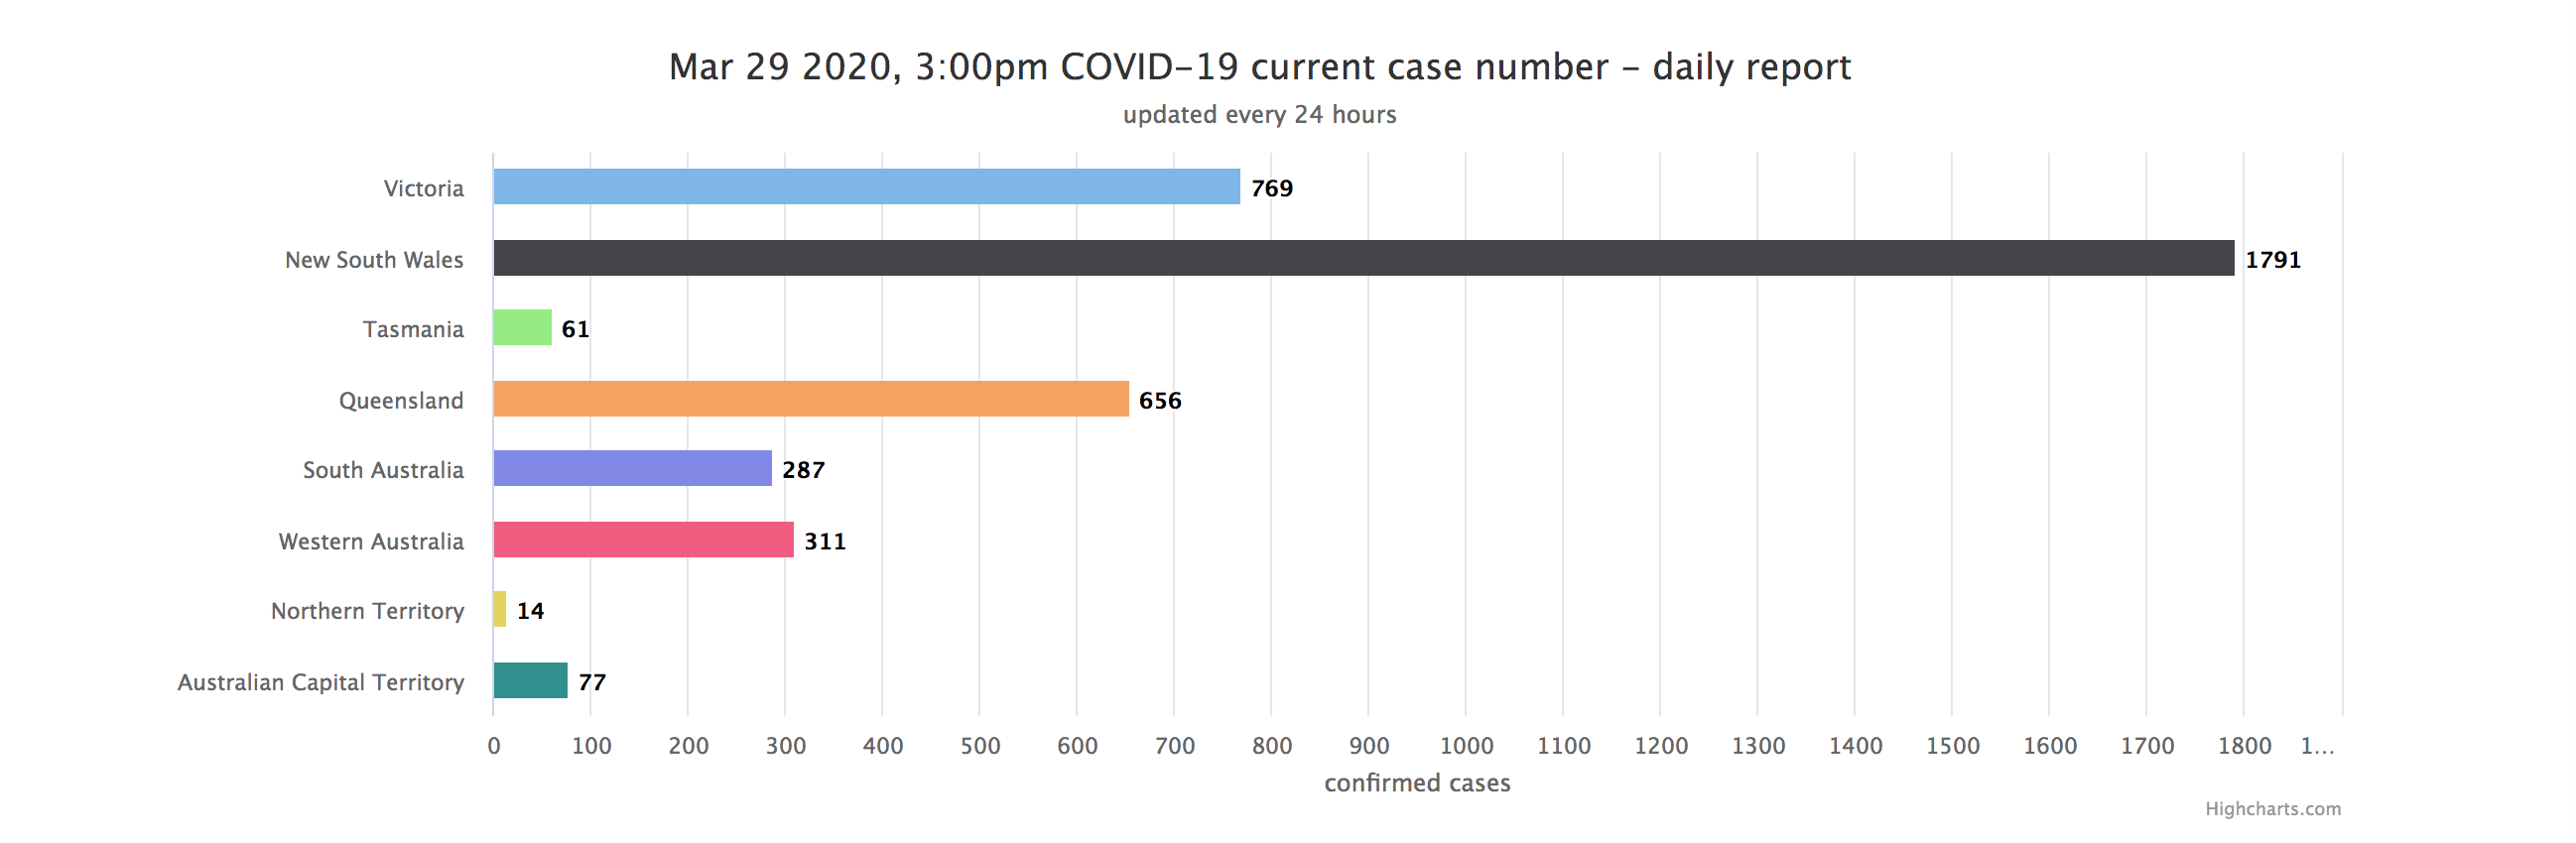 Mar 29 2020, 3:00pm COVID-19 current case number - daily report
updated every 24 hours
Victoria 769
New South Wales 1791
Tasmania 61
Queensland 656
South Australia 287
Western Australia 311
Northern Territory 14
Australian Capital Territory 77
0 100 200 300 400 500 600 700 800 900 1000 1100 1200 1300 1400 1500 1600 1700 1800 1...
confirmed cases
Highcharts.com